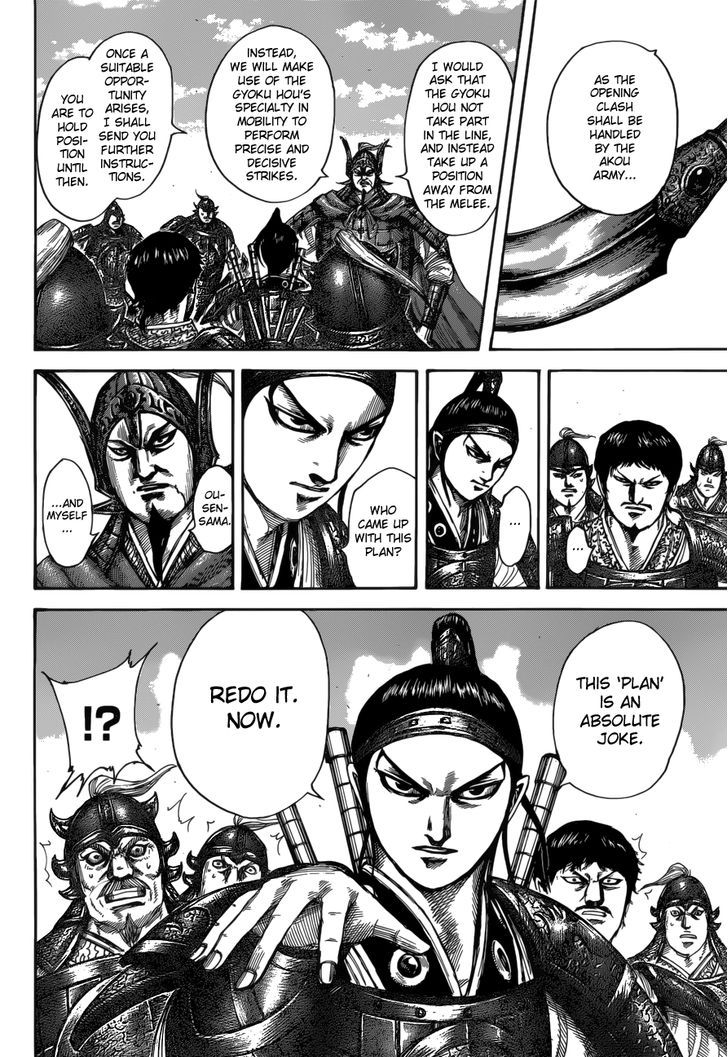 AS THE
OPENING
CLASH
SHALL BE
HANDLED
BY THE
AKOU
ARMY...
I WOULD
ASK THAT
THE GYOKU
HOU NOT
TAKE PART
IN THE LINE,
AND INSTEAD
TAKE UP A
POSITION
AWAY FROM
THE MELEE.
INSTEAD,
WE WILL MAKE
USE OF THE
GYOKU HOU'S
SPECIALTY IN
MOBILITY TO
PERFORM
PRECISE AND
DECISIVE
STRIKES.
ONCE A
SUITABLE
OPPOR-
TUNITY
ARISES,
I SHALL
SEND YOU
FURTHER
INSTRUC-
TIONS.
YOU
ARE TO
HOLD
POSI-
TION
UNTIL
THEN.
...
...
WHO
CAME UP
WITH THIS
PLAN?
OU-
SEN-
SAMA.
...AND
MYSELF
...
THIS 'PLAN'
IS AN
ABSOLUTE
JOKE.
REDO IT.
NOW.
!?